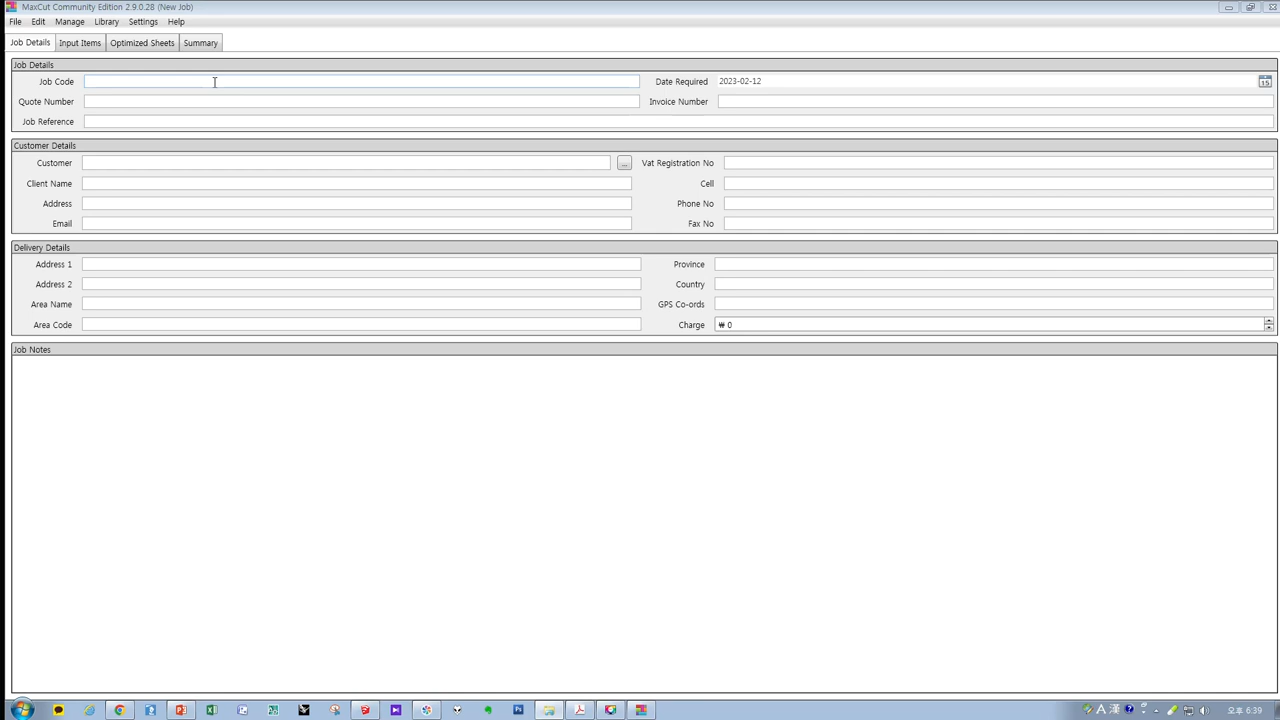 MaxCut Community Edition 2.9.0.28 (New Job)
File Edit Manage Library Settings Help
Job Details Input Items Optimized Sheets Summary
Job Details
Job Code Date Required 2023-02-12 15
Quote Number Invoice Number
Job Reference
Customer Details
Customer ... Vat Registration No
Client Name Cell
Address Phone No
Email Fax No
Delivery Details
Address 1 Province
Address 2 Country
Area Name GPS Co-ords
Area Code Charge ₩ 0
Job Notes
A 漢 오후 6:39